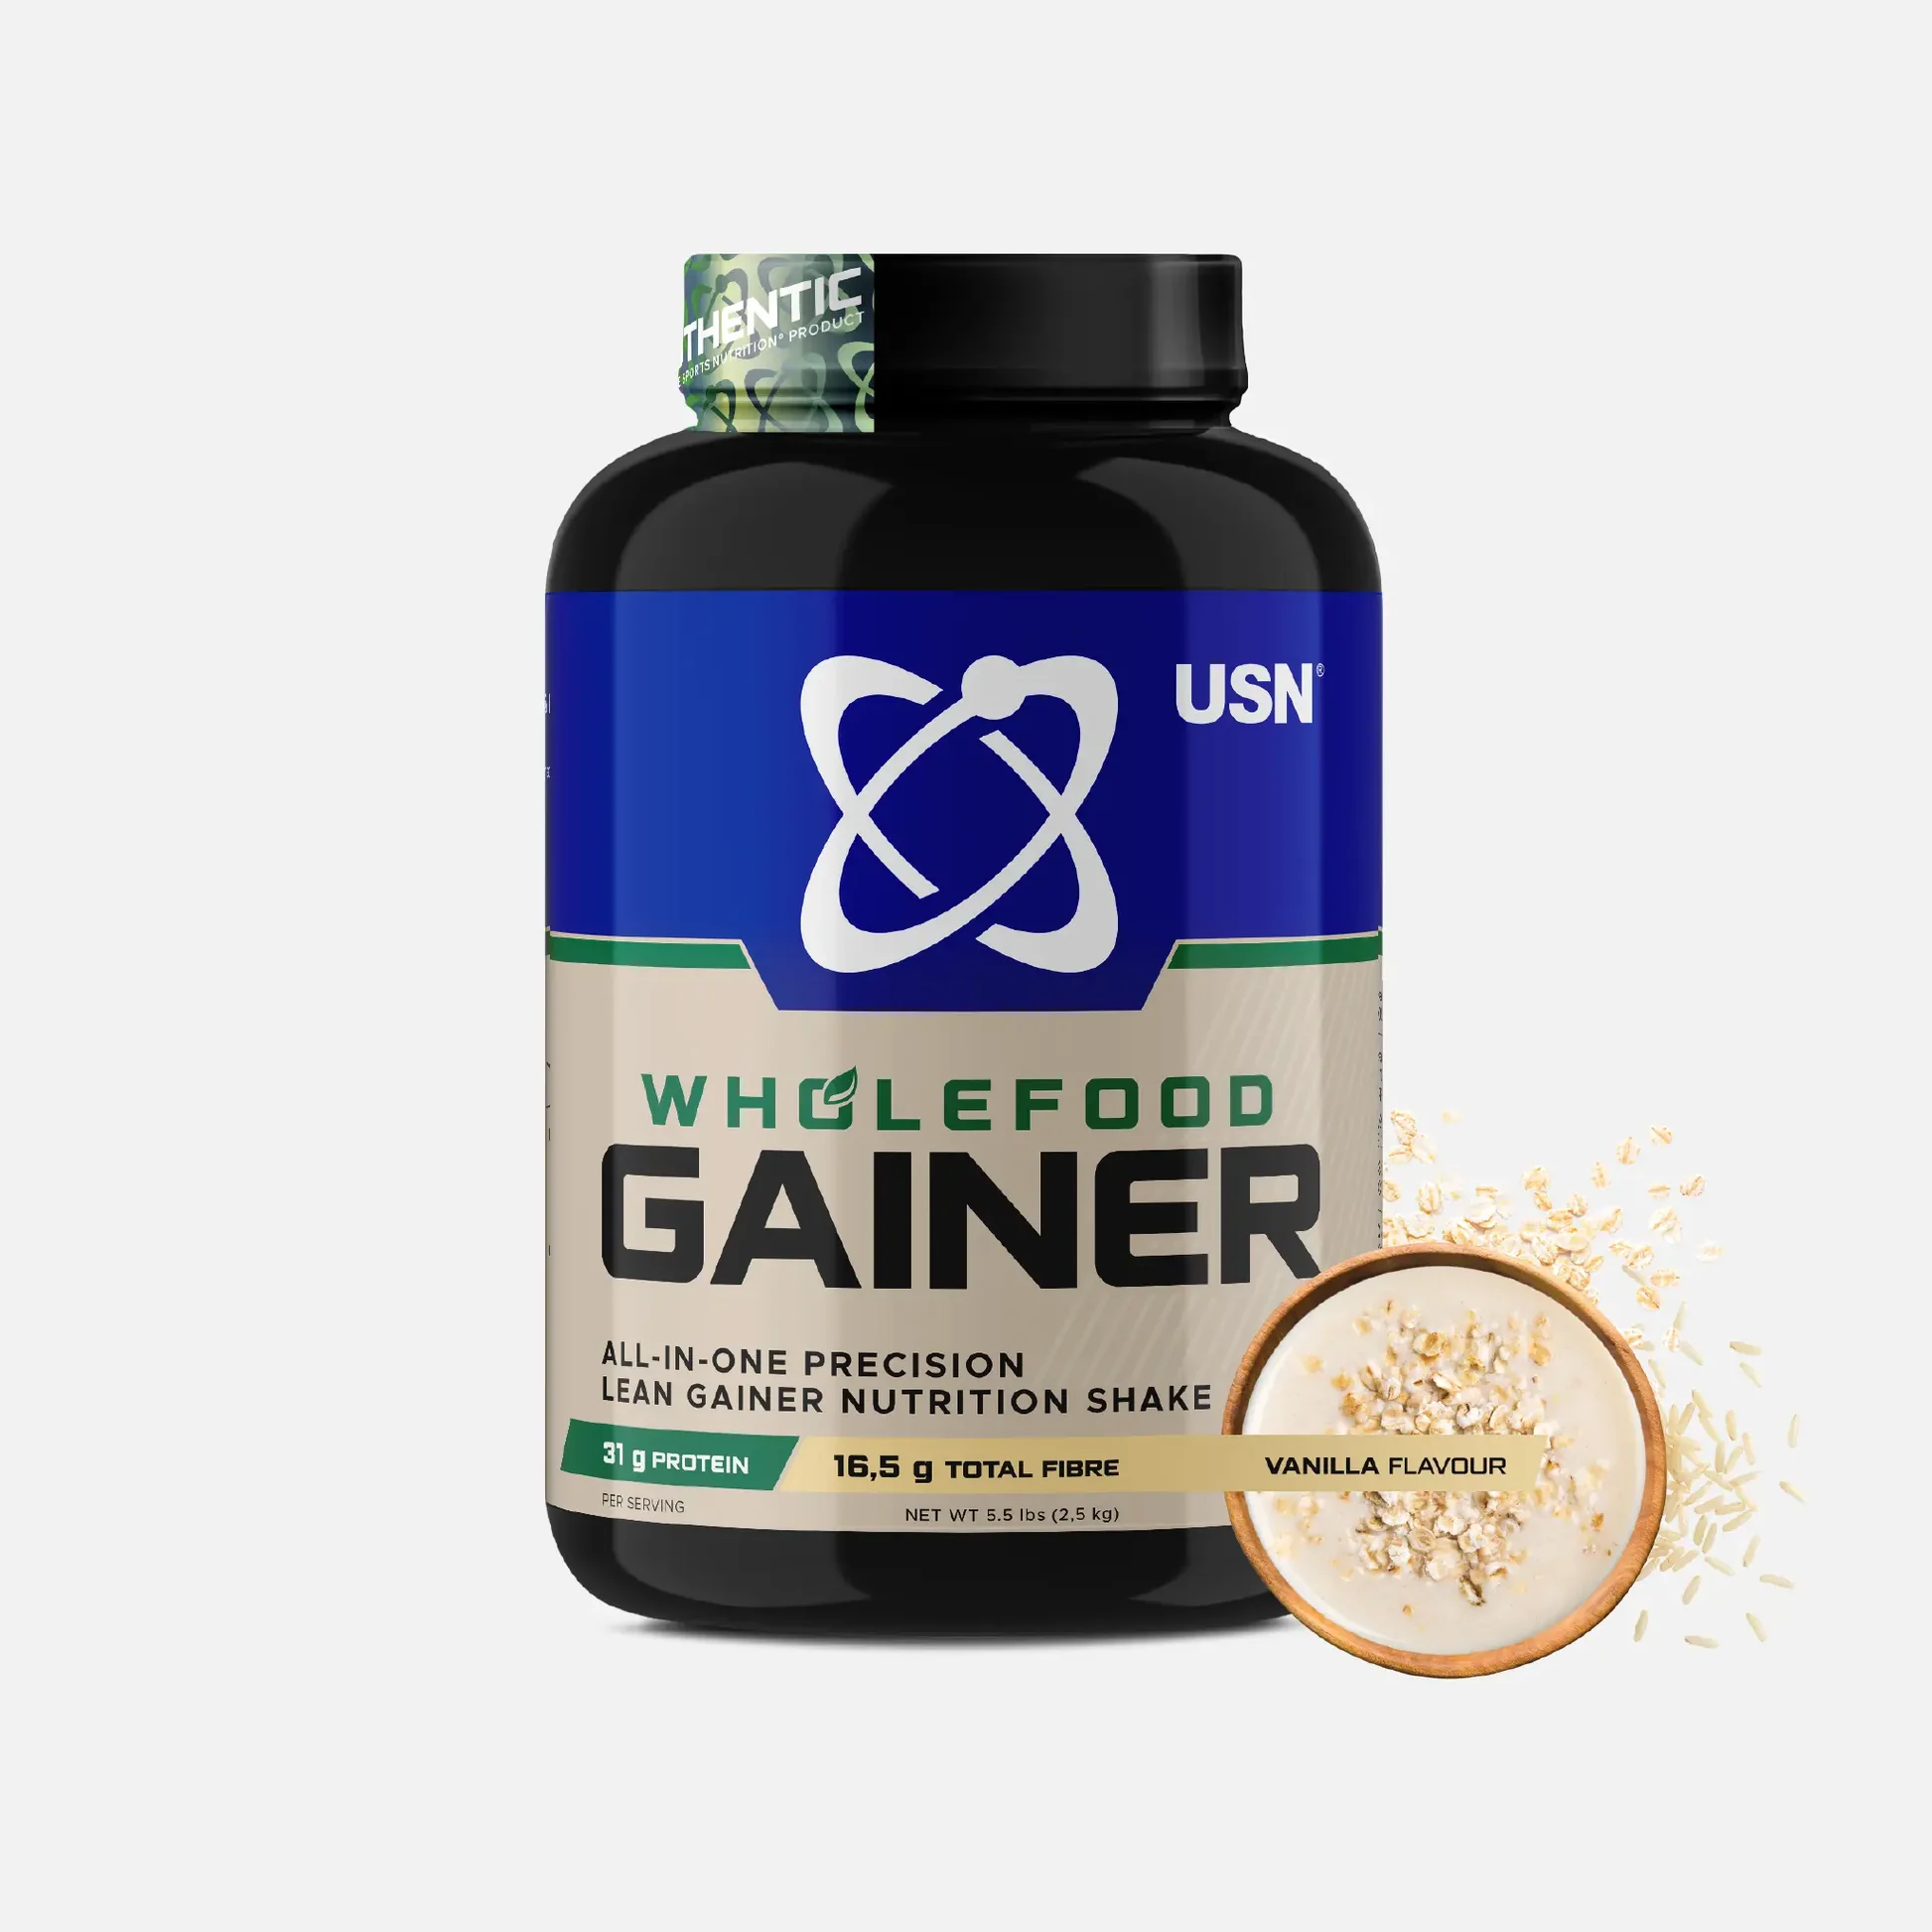 THENTIC
SPORTS NUTRITION® PRODUCT
USN®
WHOLEFOOD
GAINER
ALL-IN-ONE PRECISION
LEAN GAINER NUTRITION SHAKE
31 g PROTEIN
16,5 g TOTAL FIBRE
VANILLA FLAVOUR
PER SERVING
NET WT 5.5 lbs (2,5 kg)